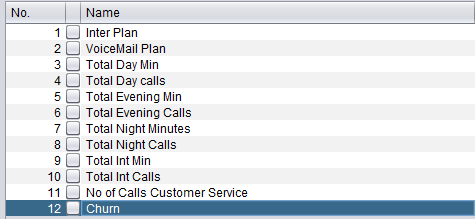 No. Name
1 Inter Plan
2 VoiceMail Plan
3 Total Day Min
4 Total Day calls
5 Total Evening Min
6 Total Evening Calls
7 Total Night Minutes
8 Total Night Calls
9 Total Int Min
10 Total Int Calls
11 No of Calls Customer Service
12 Churn